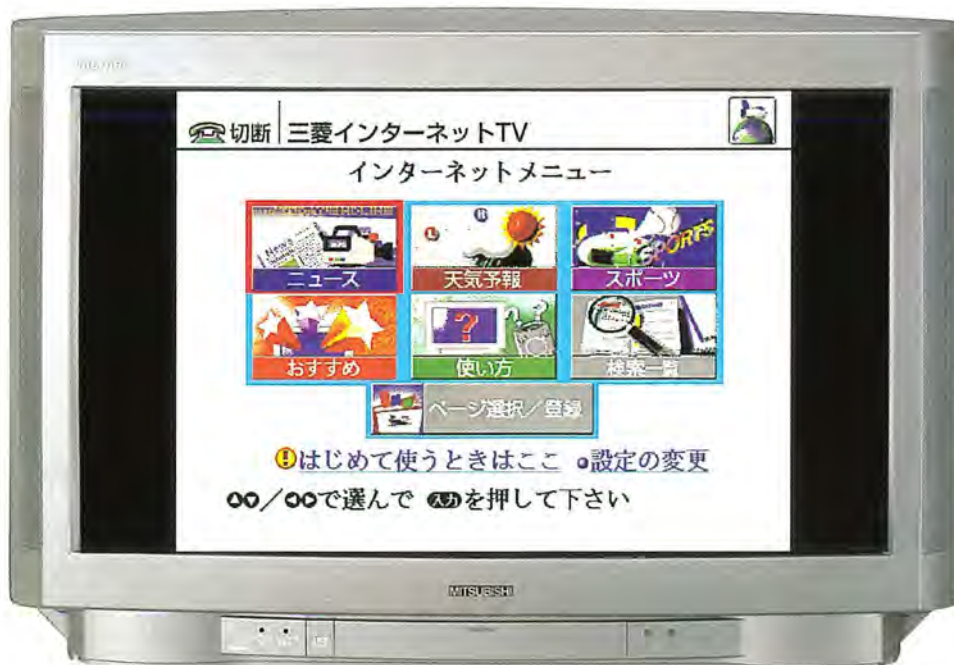 切断 三菱インターネットTV
インターネットメニュー
News
SPORTS
ニュース 天気予報 スポーツ
おすすめ 使い方 検索一覧
?
ページ選択／登録
!はじめて使うときはここ ●設定の変更
▲▼／◀▶で選んで 入力を押して下さい
MITSUBISHI